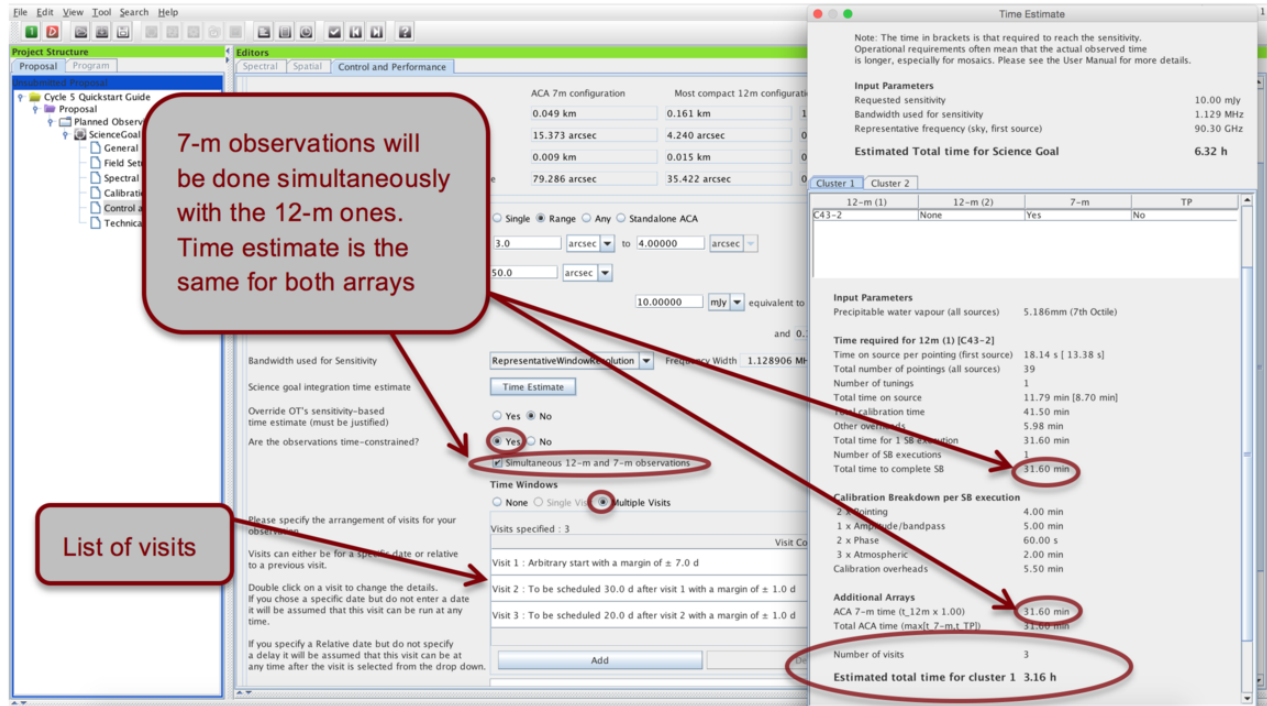 File Edit View Tool Search Help
Project Structure
Proposal Program
Unsubmitted Proposal
Cycle 5 Quickstart Guide
Proposal
Planned Observ
ScienceGoal
General
Field Set
Spectral
Calibrati
Control a
Technica
Editors
Spectral Spatial Control and Performance
ACA 7m configuration Most compact 12m configurati
0.049 km 0.161 km 1
15.373 arcsec 4.240 arcsec 0
0.009 km 0.015 km 0
e 79.286 arcsec 35.422 arcsec 0
Single Range Any Standalone ACA
3.0 arcsec to 4.00000 arcsec
50.0 arcsec
10.00000 mJy equivalent to
and 0.
Bandwidth used for Sensitivity RepresentativeWindowResolution Frequency Width 1.128906 MH
Science goal integration time estimate Time Estimate
Override OT's sensitivity-based
time estimate (must be justified) Yes No
Are the observations time-constrained? Yes No
Simultaneous 12-m and 7-m observations
Time Windows
None Single Visit Multiple Visits
Please specify the arrangement of visits for your
observation.
Visits can either be for a specific date or relative
to a previous visit.
Double click on a visit to change the details.
If you chose a specific date but do not enter a date
it will be assumed that this visit can be run at any
time.
If you specify a Relative date but do not specify
a delay it will be assumed that this visit can be at
any time after the visit is selected from the drop down.
Visits specified : 3
Visit Co
Visit 1 : Arbitrary start with a margin of ± 7.0 d
Visit 2 : To be scheduled 30.0 d after visit 1 with a margin of ± 1.0 d
Visit 3 : To be scheduled 20.0 d after visit 2 with a margin of ± 1.0 d
Add De
7-m observations will
be done simultaneously
with the 12-m ones.
Time estimate is the
same for both arrays
List of visits
Time Estimate
1
Note: The time in brackets is that required to reach the sensitivity.
Operational requirements often mean that the actual observed time
is longer, especially for mosaics. Please see the User Manual for more details.
Input Parameters
Requested sensitivity 10.00 mJy
Bandwidth used for sensitivity 1.129 MHz
Representative frequency (sky, first source) 90.30 GHz
Estimated Total time for Science Goal 6.32 h
Cluster 1 Cluster 2
12-m (1) 12-m (2) 7-m TP
C43-2 None Yes No
Input Parameters
Precipitable water vapour (all sources) 5.186mm (7th Octile)
Time required for 12m (1) [C43-2]
Time on source per pointing (first source) 18.14 s [ 13.38 s]
Total number of pointings (all sources) 39
Number of tunings 1
Total time on source 11.79 min [8.70 min]
Total calibration time 41.50 min
Other overheads 5.98 min
Total time for 1 SB execution 31.60 min
Number of SB executions 1
Total time to complete SB 31.60 min
Calibration Breakdown per SB execution
2 x Pointing 4.00 min
1 x Amplitude/bandpass 5.00 min
2 x Phase 60.00 s
3 x Atmospheric 2.00 min
Calibration overheads 5.50 min
Additional Arrays
ACA 7-m time (t_12m x 1.00) 31.60 min
Total ACA time (max[t_7-m,t_TP]) 31.60 min
Number of visits 3
Estimated total time for cluster 1 3.16 h